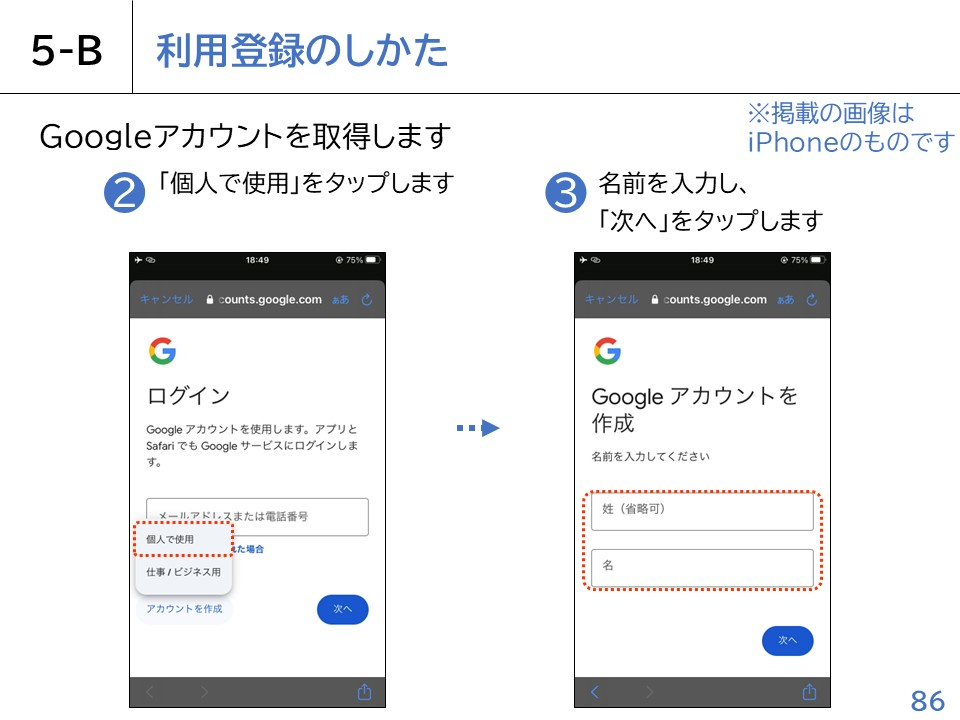 5-B
利用登録のしかた
※掲載の画像は
iPhoneのものです
Googleアカウントを取得します
2
「個人で使用」をタップします
18:49
75%
キャンセル
counts.google.com
ぁあ
ログイン
Google アカウントを使用します。アプリと
Safari でも Google サービスにログインしま
す。
メールアドレスまたは電話番号
個人で使用
れた場合
仕事 / ビジネス用
アカウントを作成
次へ
3
名前を入力し、
「次へ」をタップします
18:49
75%
キャンセル
counts.google.com
ぁあ
Google アカウントを
作成
名前を入力してください
姓（省略可）
名
次へ
86